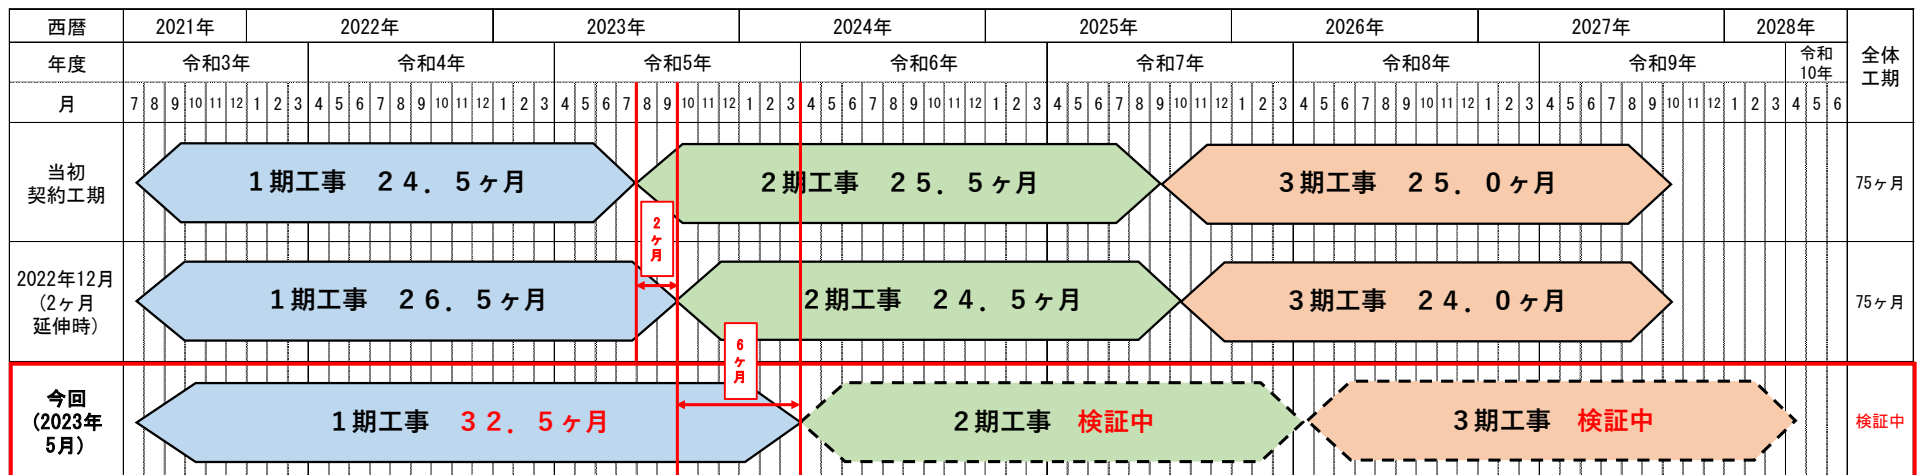 西暦 2021年 2022年 2023年 2024年 2025年 2026年 2027年 2028年 全体
工期
年度 令和3年 令和4年 令和5年 令和6年 令和7年 令和8年 令和9年 令和
10年
月 7 8 9 10 11 12 1 2 3 4 5 6 7 8 9 10 11 12 1 2 3 4 5 6 7 8 9 10 11 12 1 2 3 4 5 6 7 8 9 10 11 12 1 2 3 4 5 6 7 8 9 10 11 12 1 2 3 4 5 6 7 8 9 10 11 12 1 2 3 4 5 6 7 8 9 10 11 12 1 2 3 4 5 6
当初
契約工期
1期工事 24.5ヶ月 2期工事 25.5ヶ月 3期工事 25.0ヶ月 75ヶ月
2ヶ月
2022年12月
(2ヶ月
延伸時)
1期工事 26.5ヶ月 2期工事 24.5ヶ月 3期工事 24.0ヶ月 75ヶ月
6ヶ月
今回
(2023年
5月)
1期工事 32.5ヶ月 2期工事 検証中 3期工事 検証中 検証中